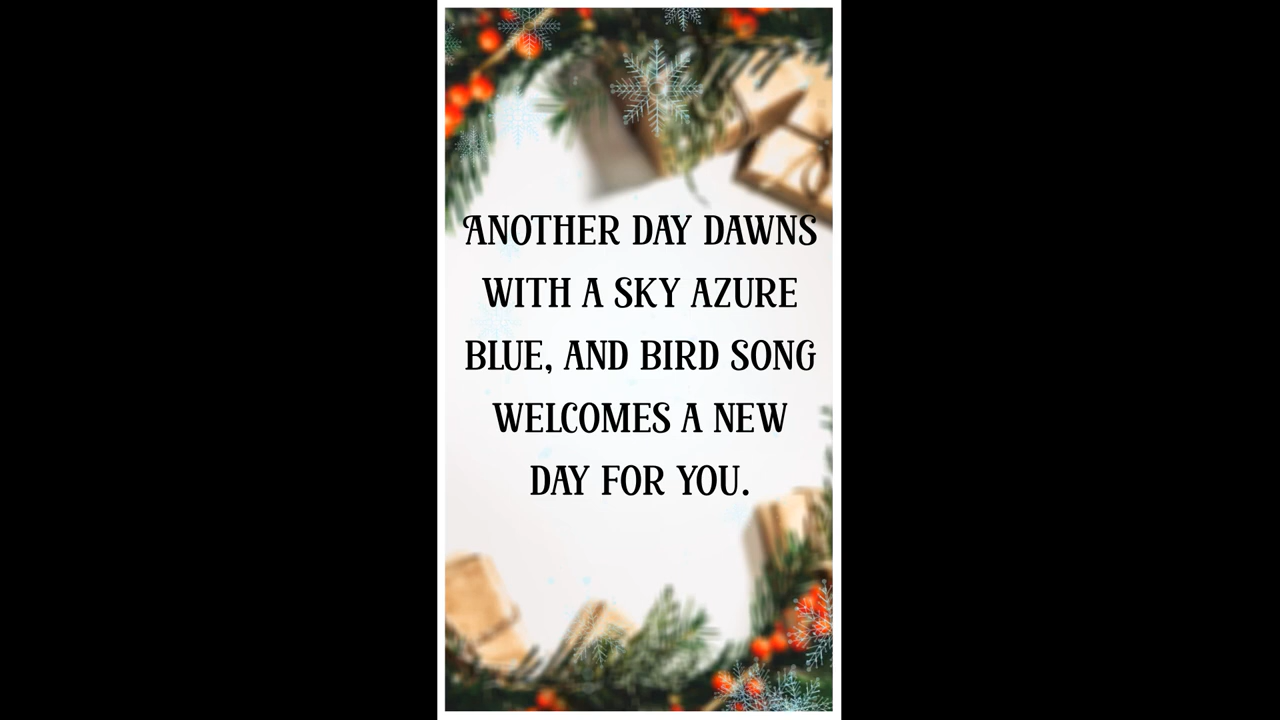 ANOTHER DAY DAWNS
WITH A SKY AZURE
BLUE, AND BIRD SONG
WELCOMES A NEW
DAY FOR YOU.